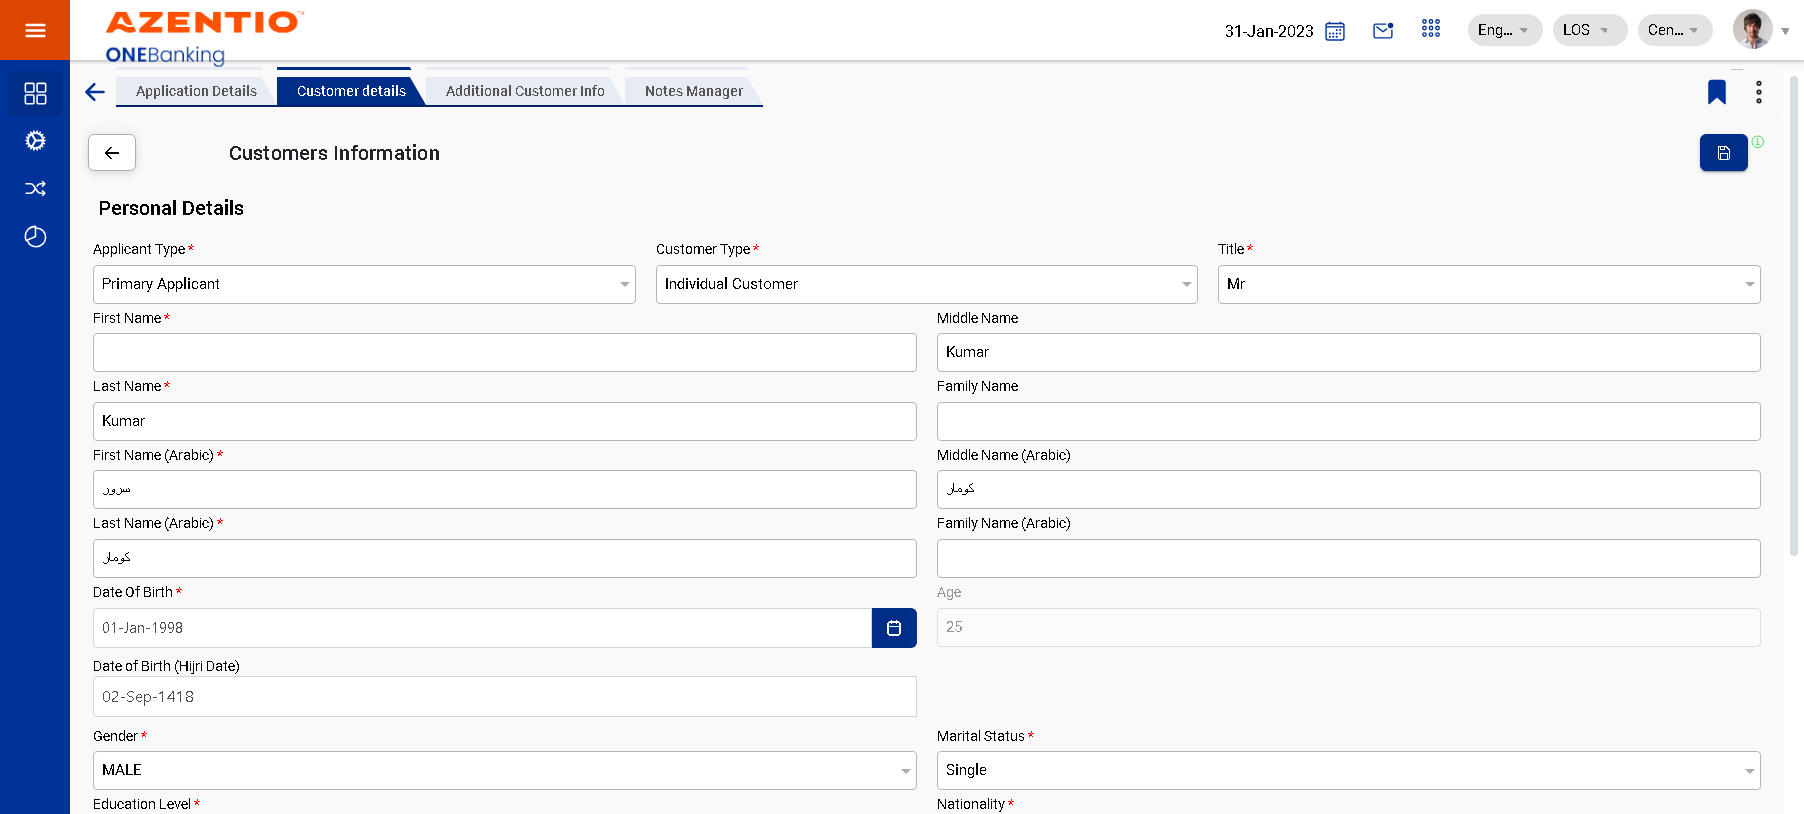 AZENTIO™
ONEBanking
31-Jan-2023
Eng...
LOS
Cen...
Application Details
Customer details
Additional Customer Info
Notes Manager
Customers Information
Personal Details
Applicant Type *
Customer Type *
Title *
Primary Applicant
Individual Customer
Mr
First Name *
Middle Name
Kumar
Last Name *
Family Name
Kumar
First Name (Arabic) *
Middle Name (Arabic)
سرور
كومار
Last Name (Arabic) *
Family Name (Arabic)
كومار
Date Of Birth *
Age
01-Jan-1998
25
Date of Birth (Hijri Date)
02-Sep-1418
Gender *
Marital Status *
MALE
Single
Education Level *
Nationality *